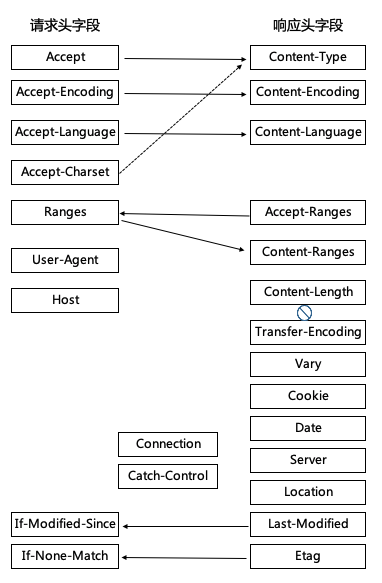 请求头字段 响应头字段
Accept Content-Type
Accept-Encoding Content-Encoding
Accept-Language Content-Language
Accept-Charset
Ranges Accept-Ranges
Content-Ranges
User-Agent
Host Content-Length
Transfer-Encoding
Vary
Cookie
Date
Connection
Server
Catch-Control
Location
If-Modified-Since Last-Modified
If-None-Match Etag